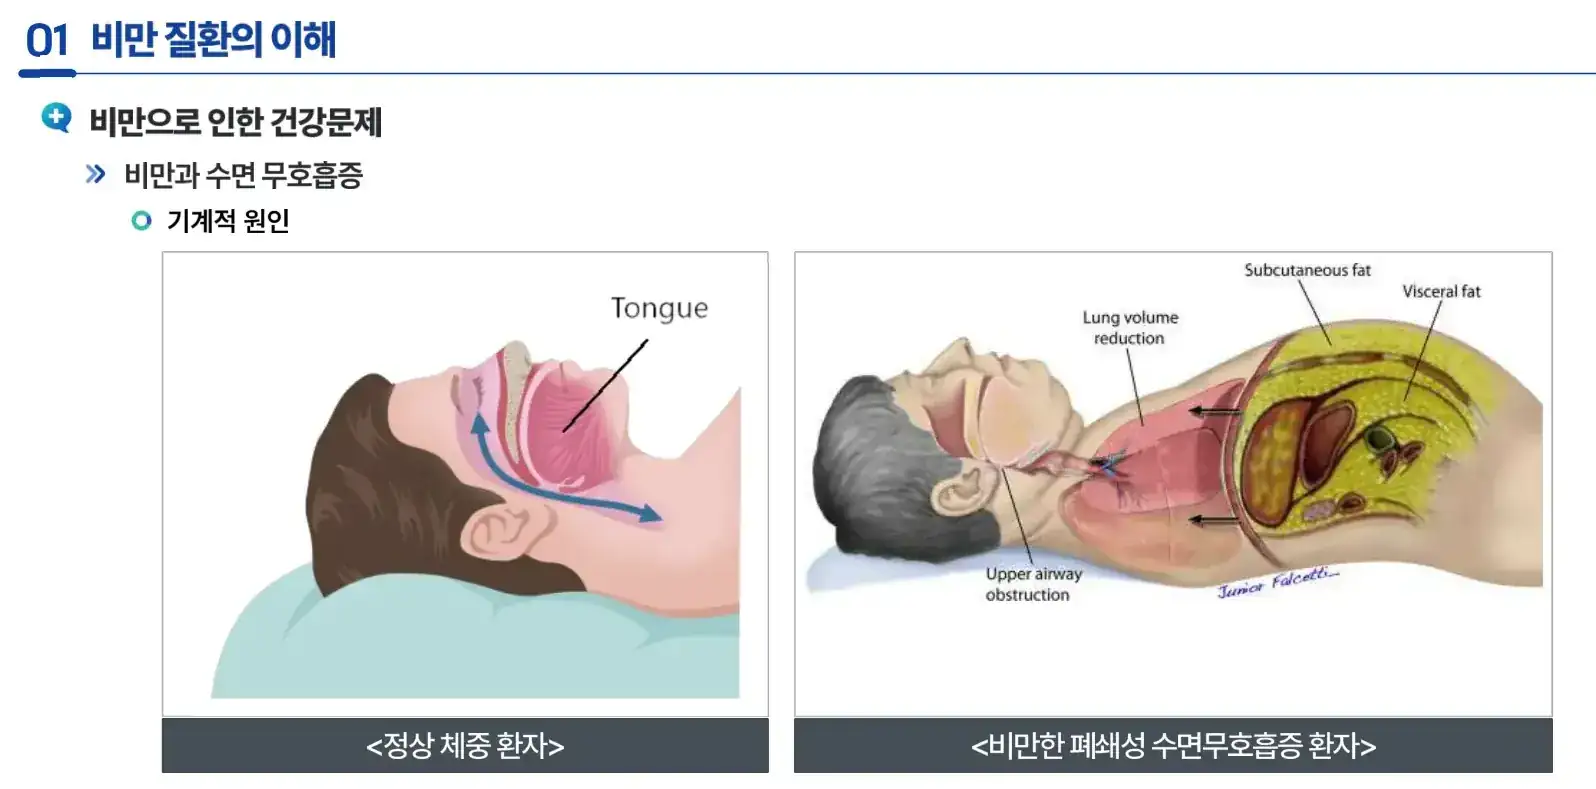 01 비만 질환의 이해
비만으로 인한 건강문제
비만과 수면 무호흡증
기계적 원인
Tongue
<정상 체중 환자>
Subcutaneous fat
Visceral fat
Lung volume
reduction
Upper airway
obstruction
Junior Falcetti
<비만한 폐쇄성 수면무호흡증 환자>